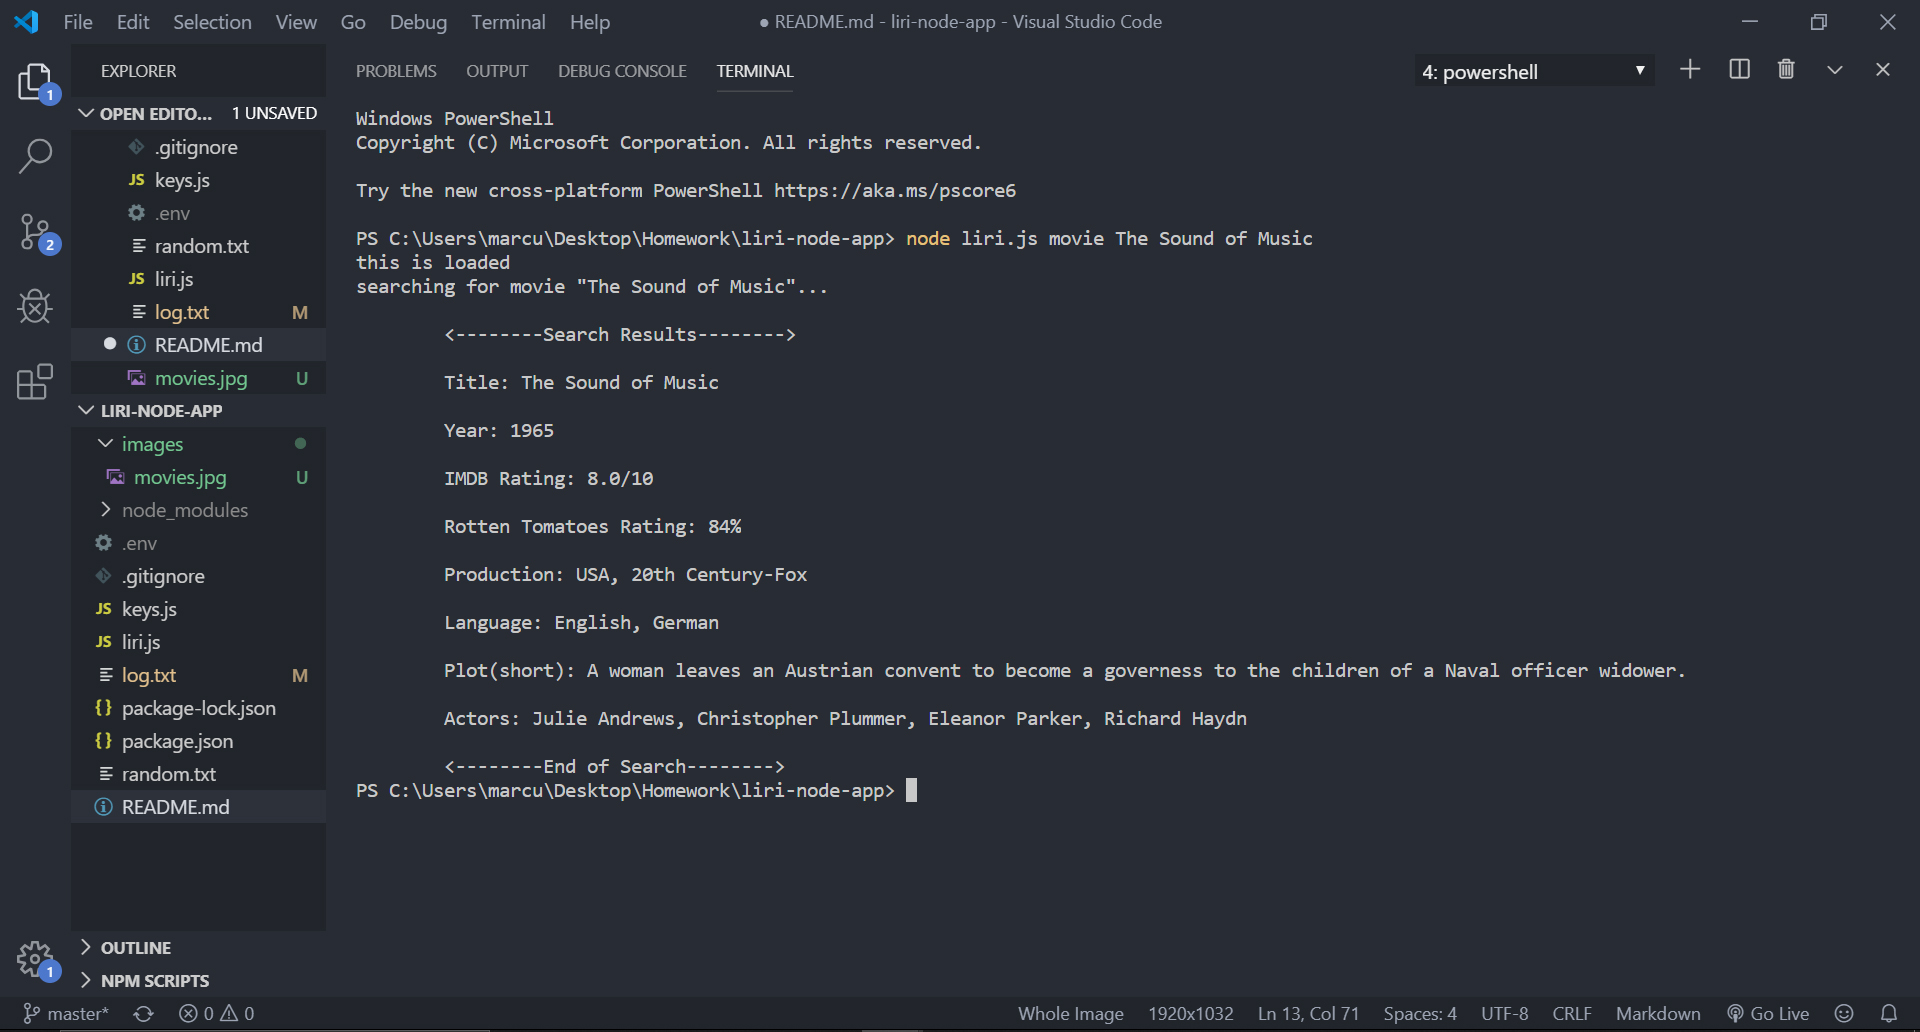 File Edit Selection View Go Debug Terminal Help
● README.md - liri-node-app - Visual Studio Code
EXPLORER
OPEN EDITO... 1 UNSAVED
.gitignore
JS keys.js
.env
random.txt
JS liri.js
log.txt M
README.md
movies.jpg U
LIRI-NODE-APP
images
movies.jpg U
node_modules
.env
.gitignore
JS keys.js
JS liri.js
log.txt M
{} package-lock.json
{} package.json
random.txt
README.md
OUTLINE
NPM SCRIPTS
1
2
1
PROBLEMS OUTPUT DEBUG CONSOLE TERMINAL
4: powershell
Windows PowerShell
Copyright (C) Microsoft Corporation. All rights reserved.
Try the new cross-platform PowerShell https://aka.ms/pscore6
PS C:\Users\marcu\Desktop\Homework\liri-node-app> node liri.js movie The Sound of Music
this is loaded
searching for movie "The Sound of Music"...
<--------Search Results-------->
Title: The Sound of Music
Year: 1965
IMDB Rating: 8.0/10
Rotten Tomatoes Rating: 84%
Production: USA, 20th Century-Fox
Language: English, German
Plot(short): A woman leaves an Austrian convent to become a governess to the children of a Naval officer widower.
Actors: Julie Andrews, Christopher Plummer, Eleanor Parker, Richard Haydn
<--------End of Search-------->
PS C:\Users\marcu\Desktop\Homework\liri-node-app>
master* 0 0 Whole Image 1920x1032 Ln 13, Col 71 Spaces: 4 UTF-8 CRLF Markdown Go Live